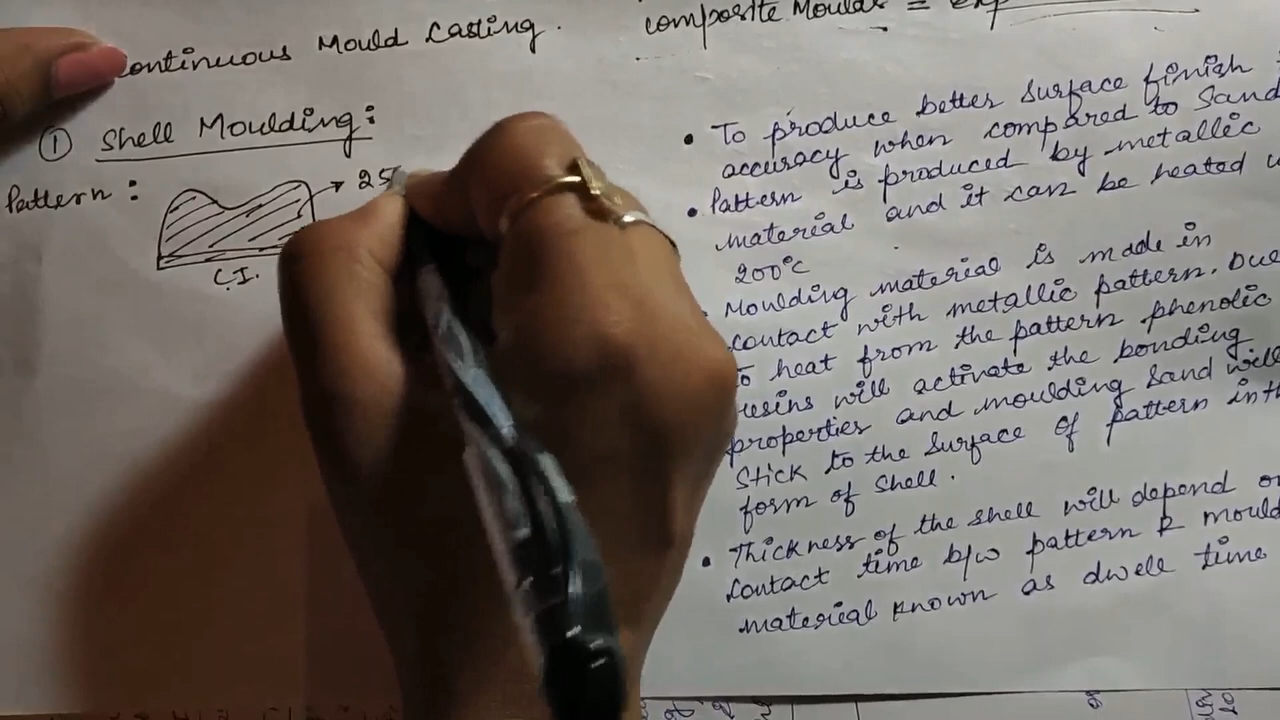 continuous Mould Casting.
① Shell Moulding:
Pattern:
25
C.I.
composite Moulds =
• To produce better surface finish
accuracy when compared to Sand
• Pattern is produced by metallic
material and it can be heated
200°C
Moulding material is made in
contact with metallic pattern. Due
to heat from the pattern phenolic
resins will activate the bonding
properties and moulding Sand will
stick to the surface of pattern in
form of shell.
• Thickness of the shell will depend on
contact time b/w pattern & mould
material known as dwell time